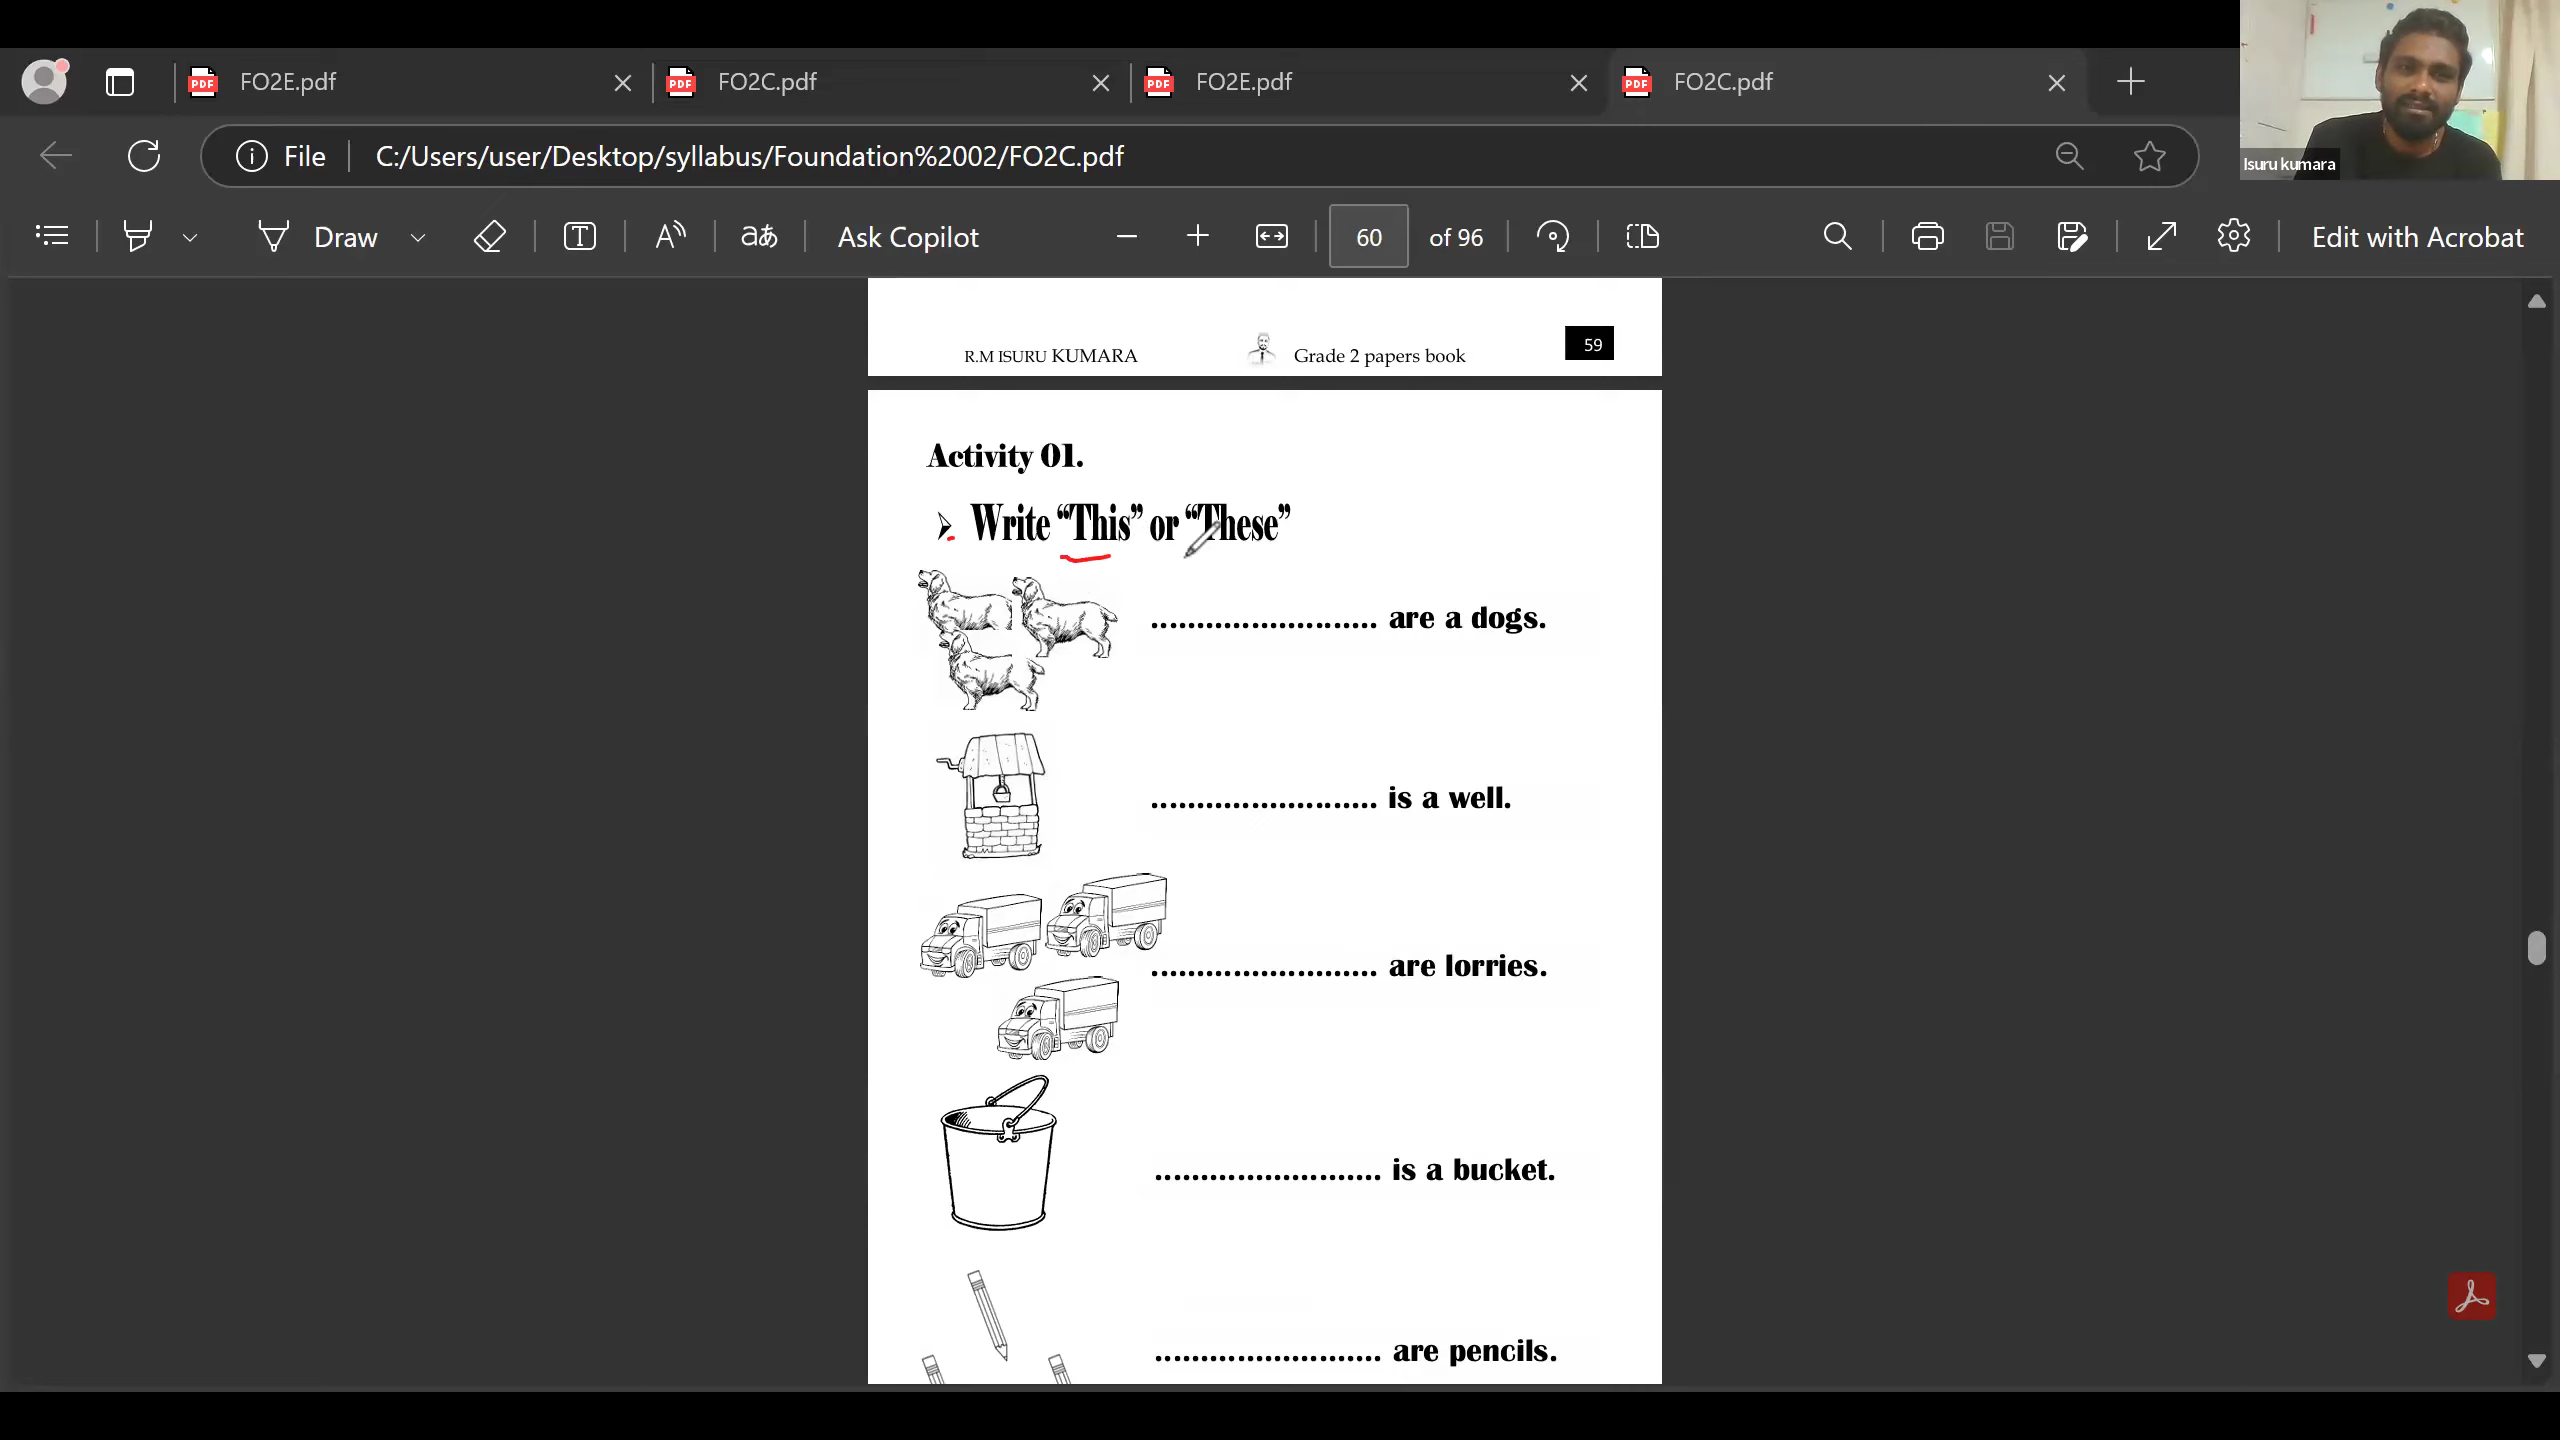 FO2E.pdf
FO2C.pdf
FO2E.pdf
FO2C.pdf
File C:/Users/user/Desktop/syllabus/Foundation%2002/FO2C.pdf
Isuru kumara
Draw
Ask Copilot
60 of 96
Edit with Acrobat
R.M ISURU KUMARA Grade 2 papers book 59
Activity 01.
➢ Write “This” or “These”
......................... are a dogs.
......................... is a well.
......................... are lorries.
......................... is a bucket.
......................... are pencils.